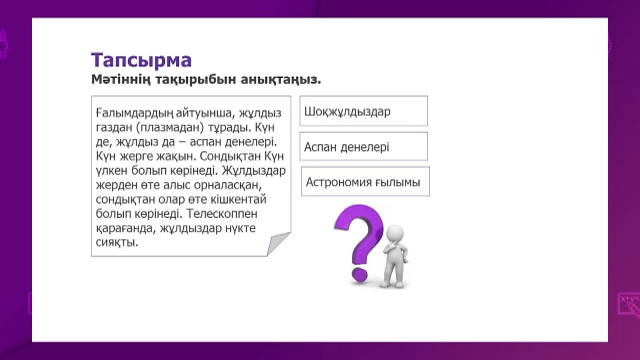 Тапсырма
Мәтіннің тақырыбын анықтаңыз.
Ғалымдардың айтуынша, жұлдыз
газдан (плазмадан) тұрады. Күн
де, жұлдыз да – аспан денелері.
Күн жерге жақын. Сондықтан Күн
үлкен болып көрінеді. Жұлдыздар
жерден өте алыс орналасқан,
сондықтан олар өте кішкентай
болып көрінеді. Телескоппен
қарағанда, жұлдыздар нүкте
сияқты.
Шоқжұлдыздар
Аспан денелері
Астрономия ғылымы